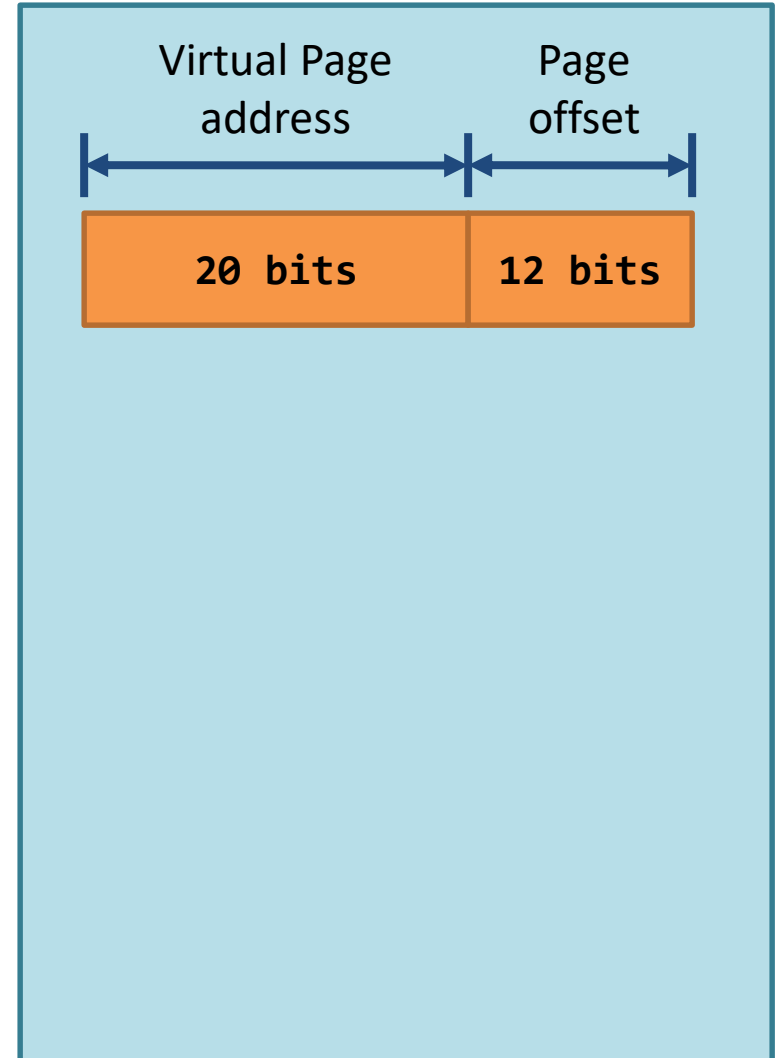 Virtual Page
address
Page
offset
20 bits
12 bits